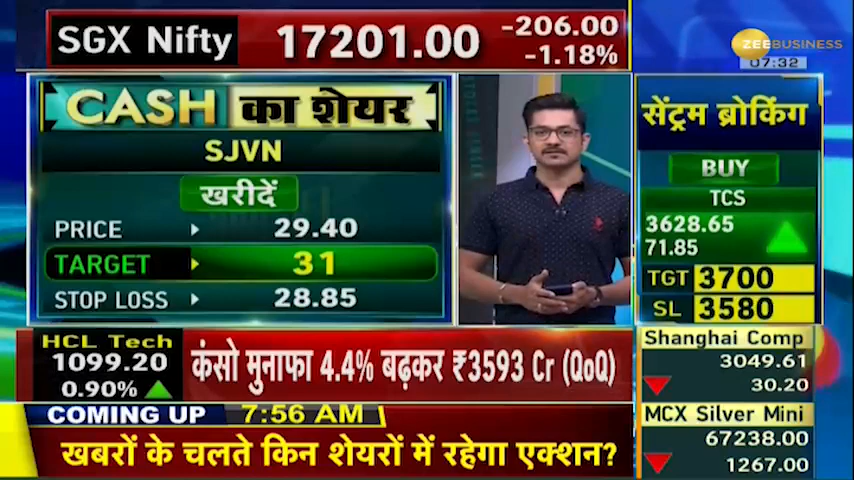 SGX Nifty 17201.00 -206.00
-1.18%
ZEEBUSINESS
07:32
CASH का शेयर
SJVN
खरीदें
PRICE 29.40
TARGET 31
STOP LOSS 28.85
सेंट्रम ब्रोकिंग
BUY
TCS
3628.65
71.85
TGT 3700
SL 3580
HCL Tech
1099.20
0.90%
कंसो मुनाफा 4.4% बढ़कर ₹3593 Cr (QoQ)
Shanghai Comp
3049.61
30.20
MCX Silver Mini
67238.00
1267.00
COMING UP 7:56 AM
खबरों के चलते किन शेयरों में रहेगा एक्शन?